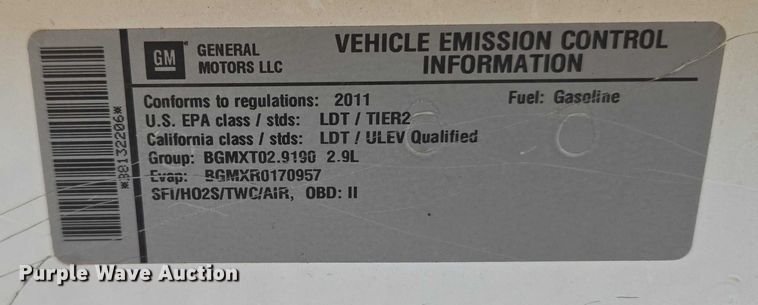 GM
GENERAL
MOTORS LLC
VEHICLE EMISSION CONTROL
INFORMATION
Conforms to regulations: 2011
Fuel: Gasoline
U.S. EPA class / stds: LDT / TIER2
California class / stds: LDT / ULEV Qualified
Group: BGMXT02.9190 2.9L
Evap: BGMXR0170957
SFI/HO2S/TWC/AIR, OBD: II
*B8132206*
Purple Wave Auction